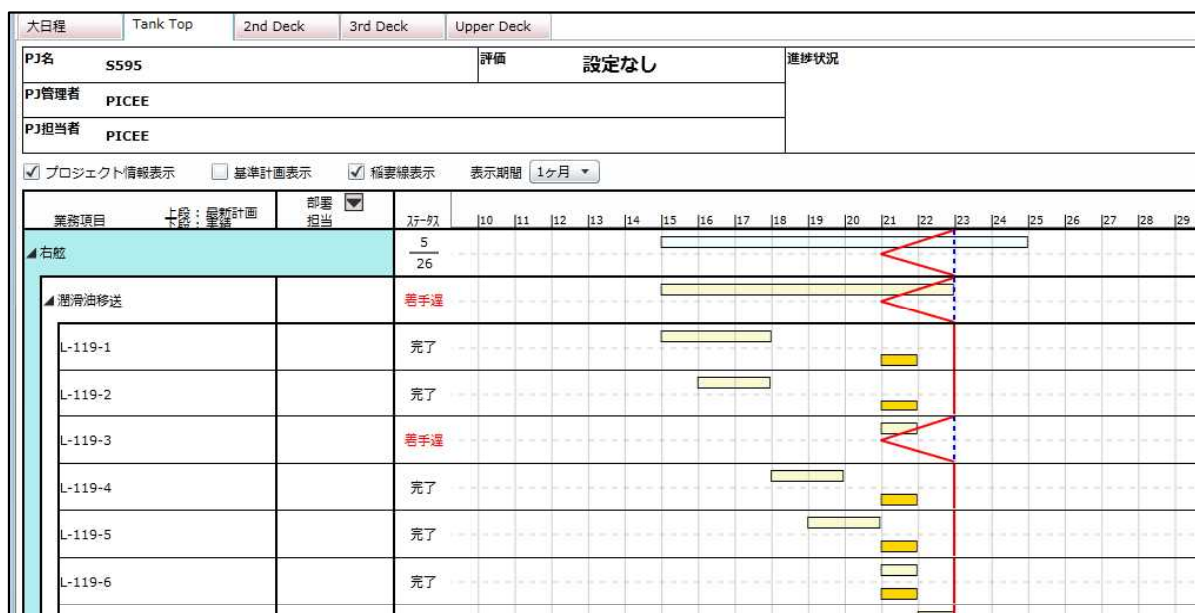 大日程 Tank Top 2nd Deck 3rd Deck Upper Deck
PJ名 S595 評価 設定なし 進捗状況
PJ管理者 PICEE
PJ担当者 PICEE
プロジェクト情報表示 基準計画表示 稲妻線表示 表示期間 1ヶ月
業務項目 上段：最新計画 部署 ステータス 10 11 12 13 14 15 16 17 18 19 20 21 22 23 24 25 26 27 28 29
下段：実績 担当
右舷 5
26
潤滑油移送 着手遅
L-119-1 完了
L-119-2 完了
L-119-3 着手遅
L-119-4 完了
L-119-5 完了
L-119-6 完了